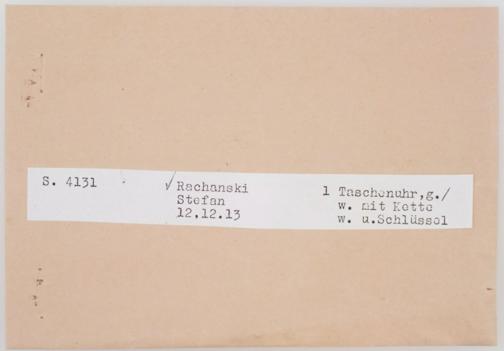 S. 4131
Rachanski
Stefan
12.12.13
1 Taschenuhr,g./
w. mit Kette
w. u.Schlüssel